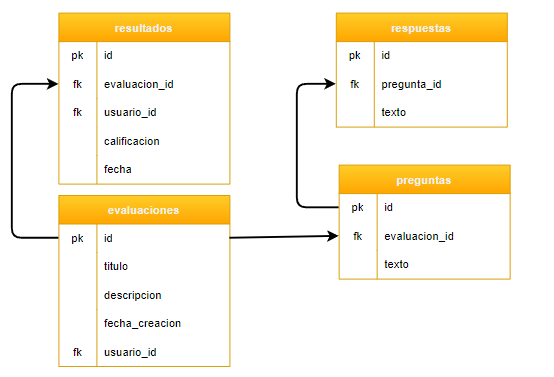 resultados
pk id
fk evaluacion_id
fk usuario_id
calificacion
fecha
evaluaciones
pk id
titulo
descripcion
fecha_creacion
fk usuario_id
respuestas
pk id
fk pregunta_id
texto
preguntas
pk id
fk evaluacion_id
texto